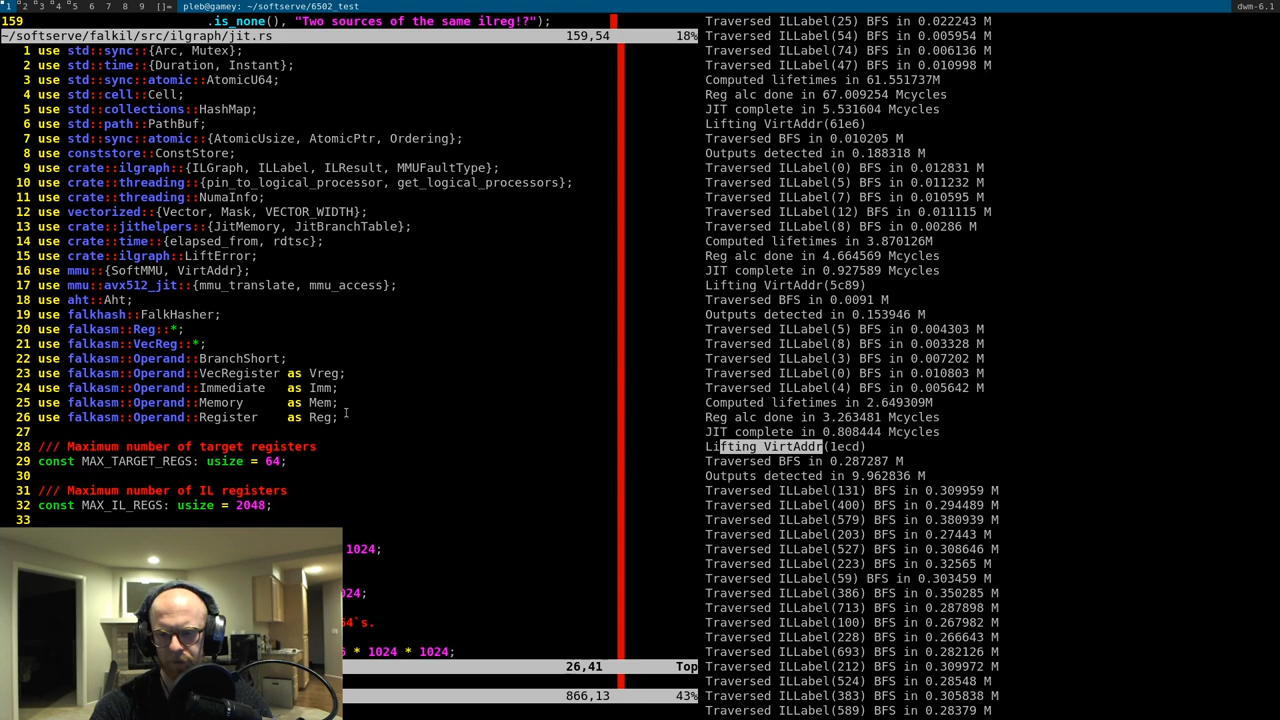 1 2 3 4 5 6 7 8 9 []= pleb@gamey: ~/softserve/6502_test dwm-6.1
159 .is_none(), "Two sources of the same ilreg!?");
~/softserve/falkil/src/ilgraph/jit.rs 159,54 18%
1 use std::sync::{Arc, Mutex};
2 use std::time::{Duration, Instant};
3 use std::sync::atomic::AtomicU64;
4 use std::cell::Cell;
5 use std::collections::HashMap;
6 use std::path::PathBuf;
7 use std::sync::atomic::{AtomicUsize, AtomicPtr, Ordering};
8 use conststore::ConstStore;
9 use crate::ilgraph::{ILGraph, ILLabel, ILResult, MMUFaultType};
10 use crate::threading::{pin_to_logical_processor, get_logical_processors};
11 use crate::threading::NumaInfo;
12 use vectorized::{Vector, Mask, VECTOR_WIDTH};
13 use crate::jithelpers::{JitMemory, JitBranchTable};
14 use crate::time::{elapsed_from, rdtsc};
15 use crate::ilgraph::LiftError;
16 use mmu::{SoftMMU, VirtAddr};
17 use mmu::avx512_jit::{mmu_translate, mmu_access};
18 use aht::Aht;
19 use falkhash::FalkHasher;
20 use falkasm::Reg::*;
21 use falkasm::VecReg::*;
22 use falkasm::Operand::BranchShort;
23 use falkasm::Operand::VecRegister as Vreg;
24 use falkasm::Operand::Immediate as Imm;
25 use falkasm::Operand::Memory as Mem;
26 use falkasm::Operand::Register as Reg;
27
28 /// Maximum number of target registers
29 const MAX_TARGET_REGS: usize = 64;
30
31 /// Maximum number of IL registers
32 const MAX_IL_REGS: usize = 2048;
33
1024;
024;
64`s.
* 1024 * 1024;
26,41 Top
866,13 43%
Traversed ILLabel(25) BFS in 0.022243 M
Traversed ILLabel(54) BFS in 0.005954 M
Traversed ILLabel(74) BFS in 0.006136 M
Traversed ILLabel(47) BFS in 0.010998 M
Computed lifetimes in 61.551737M
Reg alc done in 67.009254 Mcycles
JIT complete in 5.531604 Mcycles
Lifting VirtAddr(61e6)
Traversed BFS in 0.010205 M
Outputs detected in 0.188318 M
Traversed ILLabel(0) BFS in 0.012831 M
Traversed ILLabel(5) BFS in 0.011232 M
Traversed ILLabel(7) BFS in 0.010595 M
Traversed ILLabel(12) BFS in 0.011115 M
Traversed ILLabel(8) BFS in 0.00286 M
Computed lifetimes in 3.870126M
Reg alc done in 4.664569 Mcycles
JIT complete in 0.927589 Mcycles
Lifting VirtAddr(5c89)
Traversed BFS in 0.0091 M
Outputs detected in 0.153946 M
Traversed ILLabel(5) BFS in 0.004303 M
Traversed ILLabel(8) BFS in 0.003328 M
Traversed ILLabel(3) BFS in 0.007202 M
Traversed ILLabel(0) BFS in 0.010803 M
Traversed ILLabel(4) BFS in 0.005642 M
Computed lifetimes in 2.649309M
Reg alc done in 3.263481 Mcycles
JIT complete in 0.808444 Mcycles
Lifting VirtAddr(1ecd)
Traversed BFS in 0.287287 M
Outputs detected in 9.962836 M
Traversed ILLabel(131) BFS in 0.309959 M
Traversed ILLabel(400) BFS in 0.294489 M
Traversed ILLabel(579) BFS in 0.380939 M
Traversed ILLabel(203) BFS in 0.27443 M
Traversed ILLabel(527) BFS in 0.308646 M
Traversed ILLabel(223) BFS in 0.32565 M
Traversed ILLabel(59) BFS in 0.303459 M
Traversed ILLabel(386) BFS in 0.350285 M
Traversed ILLabel(713) BFS in 0.287898 M
Traversed ILLabel(100) BFS in 0.267982 M
Traversed ILLabel(228) BFS in 0.266643 M
Traversed ILLabel(693) BFS in 0.282126 M
Traversed ILLabel(212) BFS in 0.309972 M
Traversed ILLabel(524) BFS in 0.28548 M
Traversed ILLabel(383) BFS in 0.305838 M
Traversed ILLabel(589) BFS in 0.28379 M